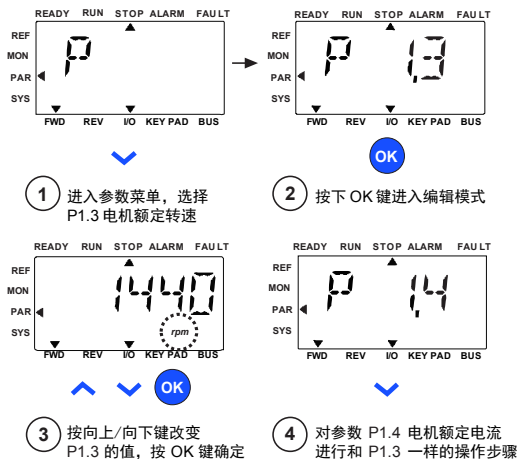 READY RUN STOP ALARM FAULT
REF
MON
PAR
SYS
P
FWD REV I/O KEYPAD BUS
READY RUN STOP ALARM FAULT
REF
MON
PAR
SYS
P 1,3
FWD REV I/O KEYPAD BUS
OK
1 进入参数菜单，选择
P1.3 电机额定转速
2 按下 OK 键进入编辑模式
READY RUN STOP ALARM FAULT
REF
MON
PAR
SYS
1440
rpm
FWD REV I/O KEYPAD BUS
OK
READY RUN STOP ALARM FAULT
REF
MON
PAR
SYS
P 1,4
FWD REV I/O KEYPAD BUS
3 按向上/向下键改变
P1.3 的值，按 OK 键确定
4 对参数 P1.4 电机额定电流
进行和 P1.3 一样的操作步骤